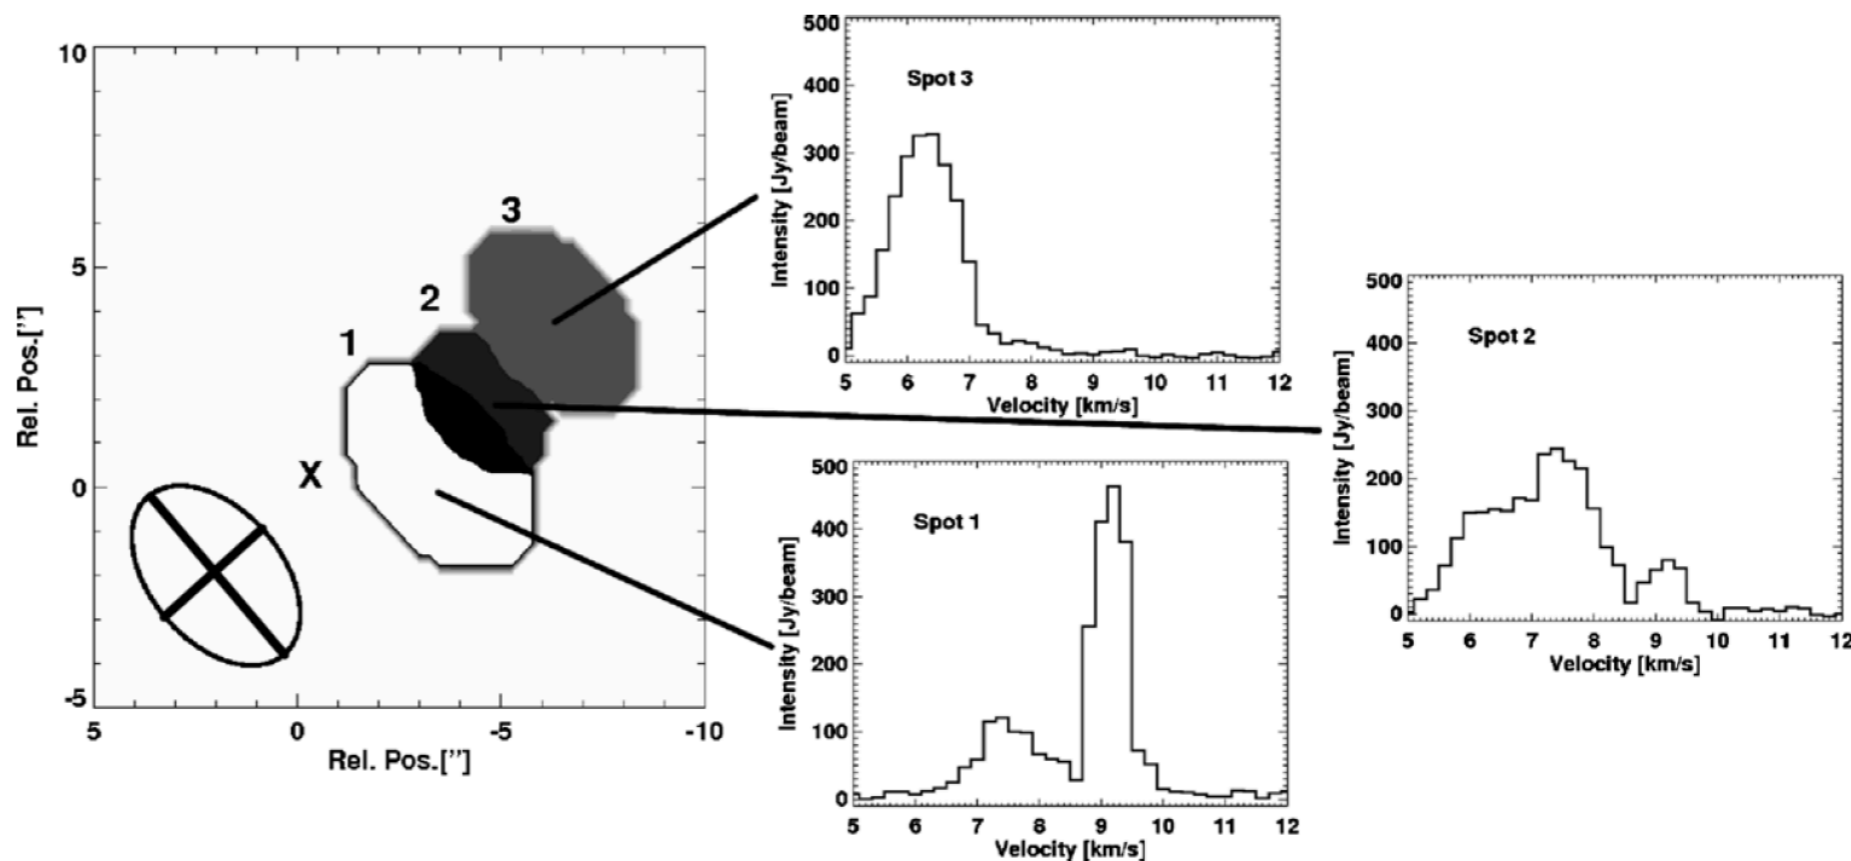 10
5
0
-5
5
0
-5
-10
Rel. Pos.["]
Rel. Pos.["]
1
2
3
X
500
400
300
200
100
0
Spot 3
Intensity [Jy/beam]
5 6 7 8 9 10 11 12
Velocity [km/s]
500
400
300
200
100
0
Spot 2
Intensity [Jy/beam]
5 6 7 8 9 10 11 12
Velocity [km/s]
500
400
300
200
100
0
Spot 1
Intensity [Jy/beam]
5 6 7 8 9 10 11 12
Velocity [km/s]